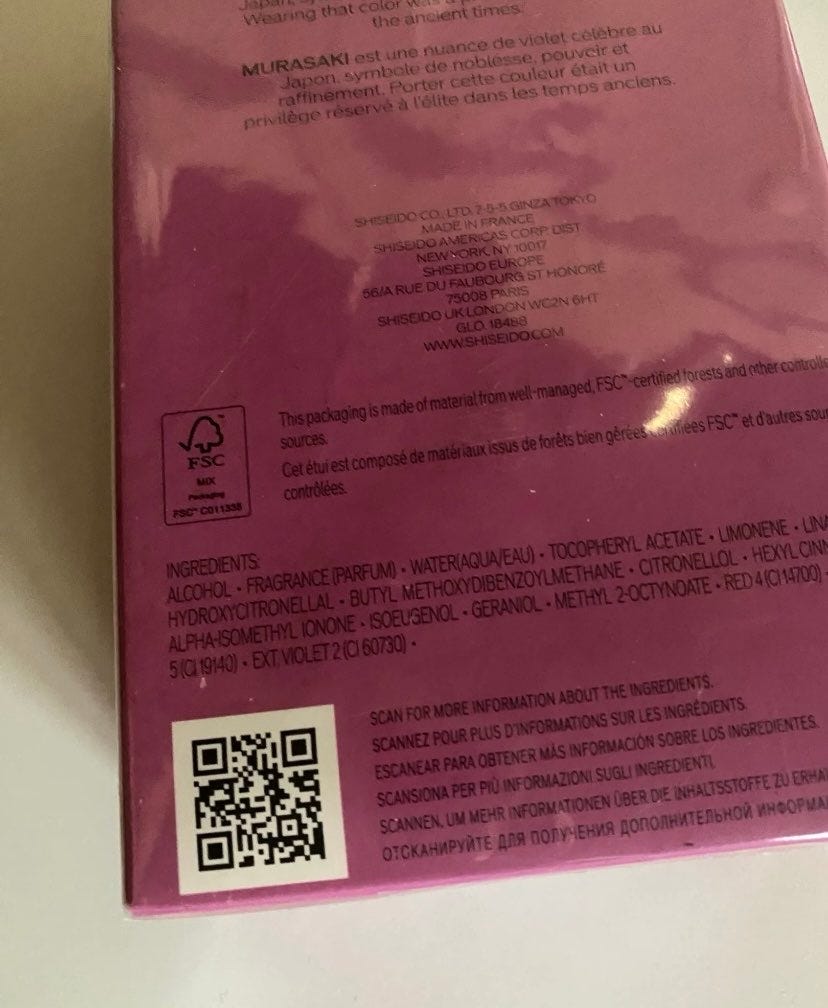 Japan,
Wearing that color was a
the ancient times.
MURASAKI est une nuance de violet célèbre au
Japon, symbole de noblesse, pouvoir et
raffinement. Porter cette couleur était un
privilège réservé à l'élite dans les temps anciens.
SHISEIDO CO., LTD. 7-5-5 GINZA TOKYO
MADE IN FRANCE
SHISEIDO AMERICAS CORP. DIST
NEW YORK, NY 10017
SHISEIDO EUROPE
56/A RUE DU FAUBOURG ST HONORÉ
75008 PARIS
SHISEIDO UK LONDON WC2N 6HT
GLO. 18488
WWW.SHISEIDO.COM
FSC
MIX
Packaging
FSC™ C011335
This packaging is made of material from well-managed, FSC™-certified forests and other controlle
sources.
Cet étui est composé de matériaux issus de forêts bien gérées certifiées FSC™ et d'autres sour
contrôlées.
INGREDIENTS:
ALCOHOL • FRAGRANCE (PARFUM) • WATER(AQUA/EAU) • TOCOPHERYL ACETATE • LIMONENE • LINA
HYDROXYCITRONELLAL • BUTYL METHOXYDIBENZOYLMETHANE • CITRONELLOL • HEXYL CINN
ALPHA-ISOMETHYL IONONE • ISOEUGENOL • GERANIOL • METHYL 2-OCTYNOATE • RED 4 (CI 14700) •
5 (CI 19140) • EXT. VIOLET 2 (CI 60730) •
SCAN FOR MORE INFORMATION ABOUT THE INGREDIENTS.
SCANNEZ POUR PLUS D'INFORMATIONS SUR LES INGRÉDIENTS.
ESCANEAR PARA OBTENER MÁS INFORMACIÓN SOBRE LOS INGREDIENTES.
SCANSIONA PER PIÙ INFORMAZIONI SUGLI INGREDIENTI.
SCANNEN, UM MEHR INFORMATIONEN ÜBER DIE INHALTSSTOFFE ZU ERHA
ОТСКАНИРУЙТЕ ДЛЯ ПОЛУЧЕНИЯ ДОПОЛНИТЕЛЬНОЙ ИНФОРМА